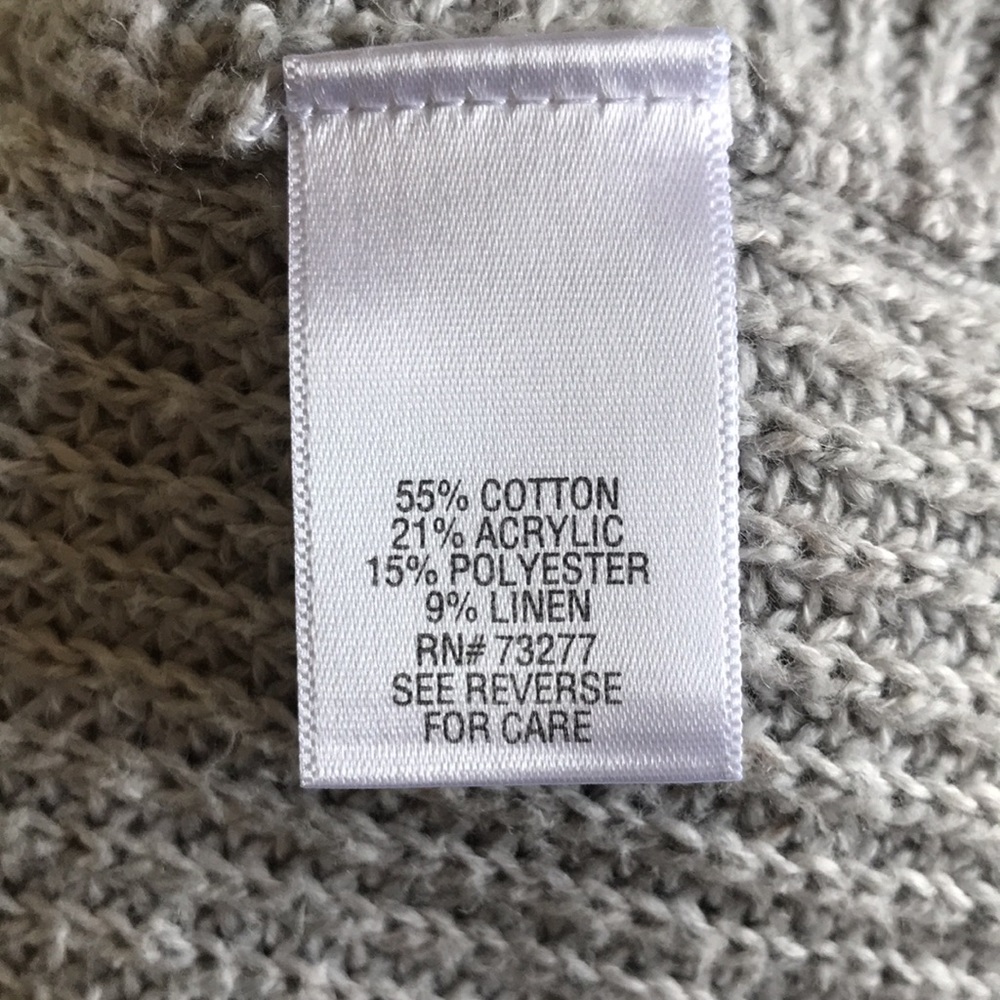 55% COTTON
21% ACRYLIC
15% POLYESTER
9% LINEN
RN# 73277
SEE REVERSE
FOR CARE